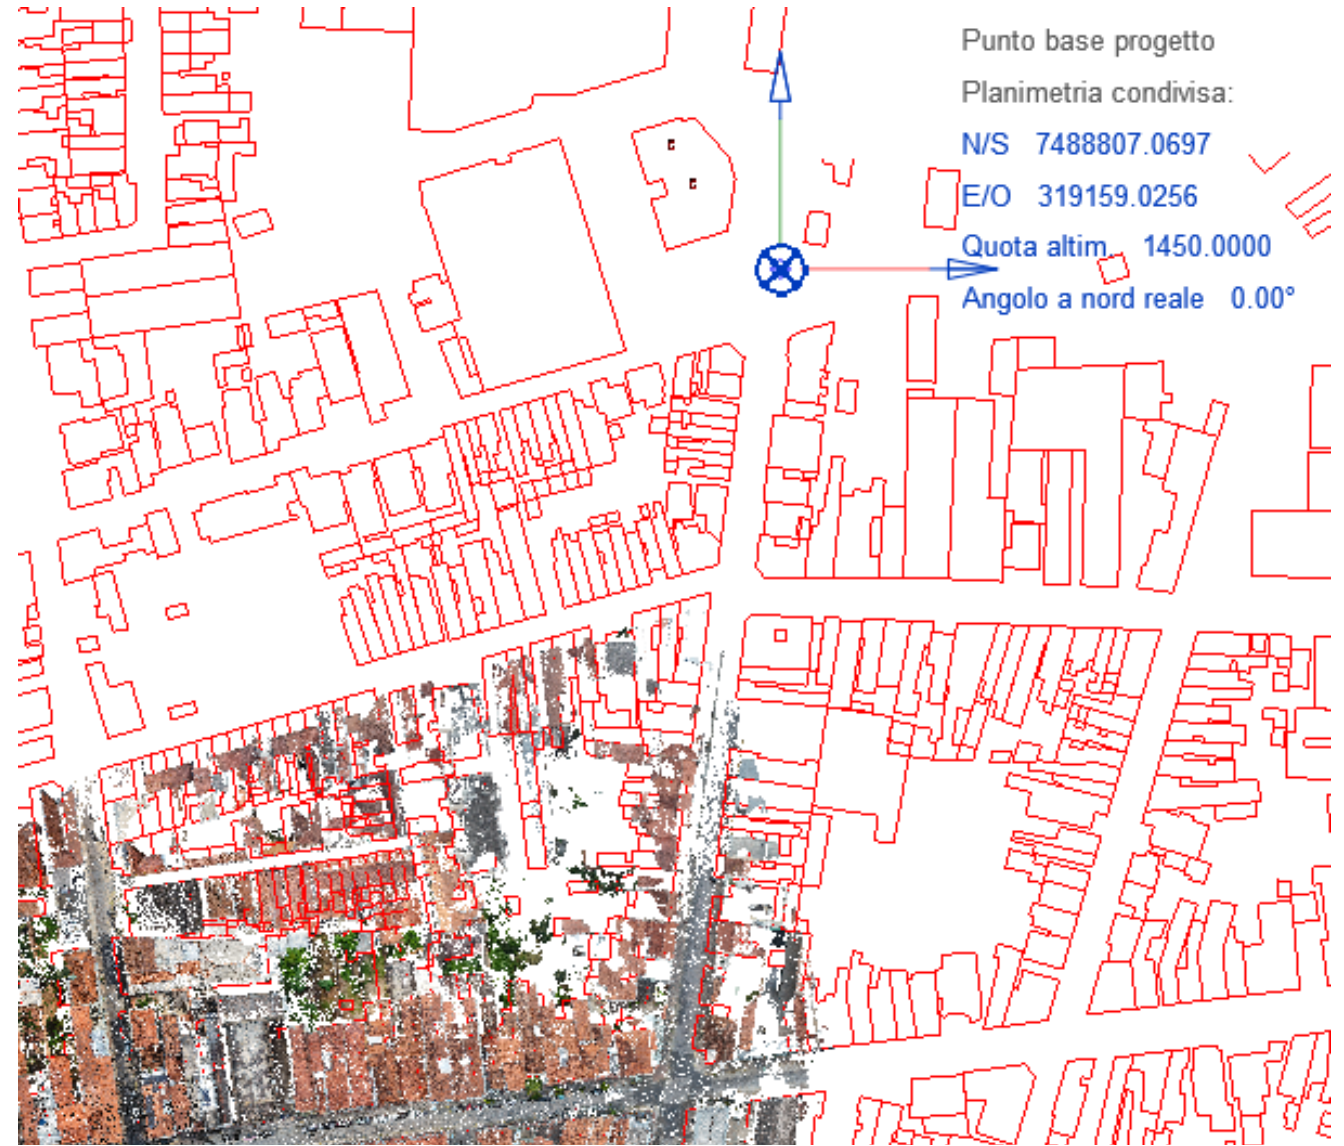 Punto base progetto
Planimetria condivisa:
N/S 7488807.0697
E/O 319159.0256
Quota altim. 1450.0000
Angolo a nord reale 0.00°